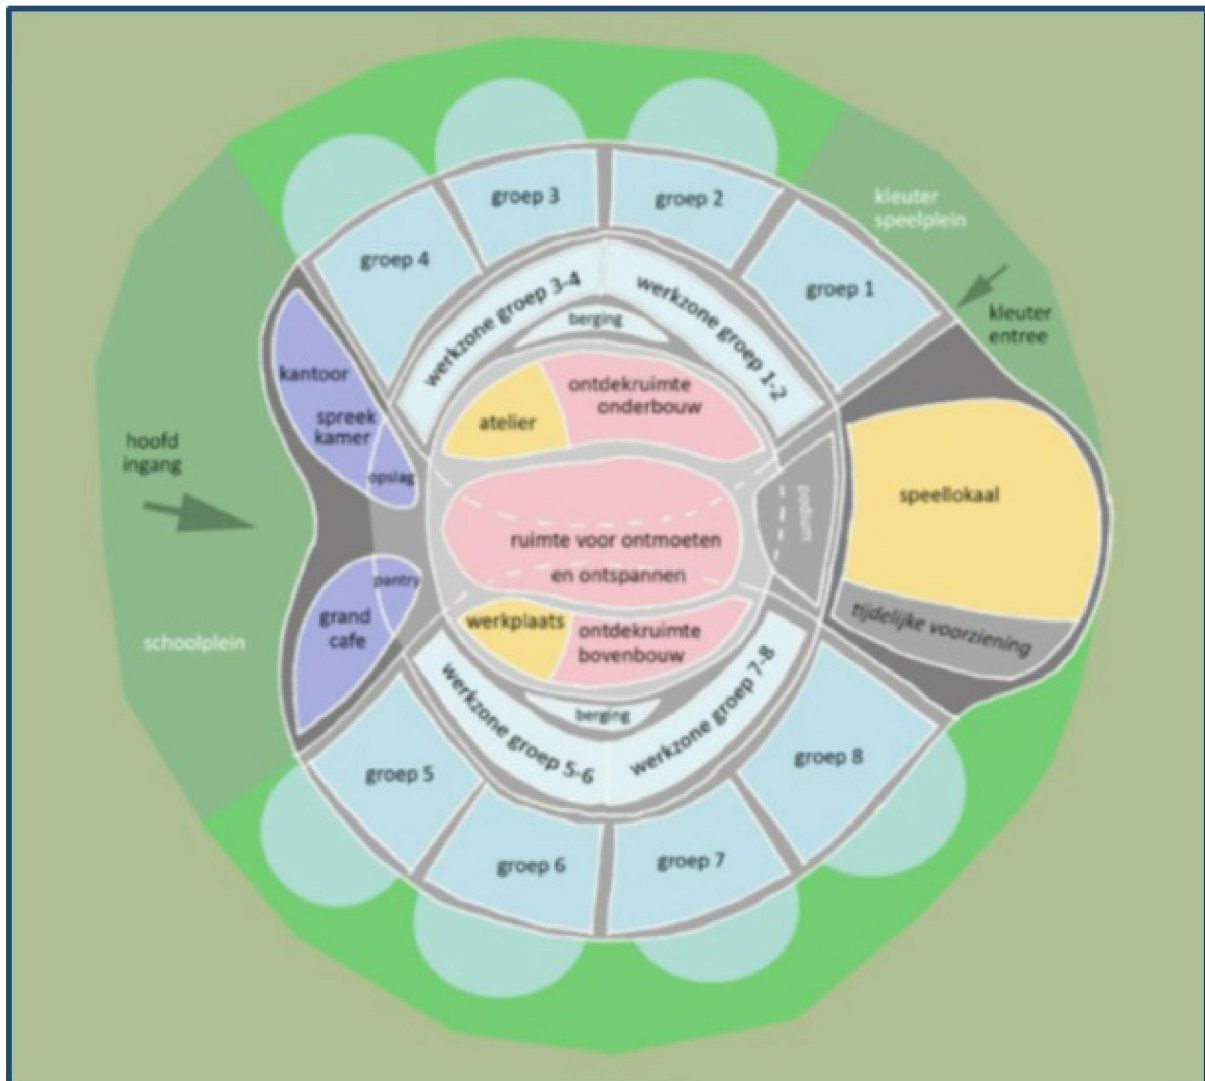 groep 3
groep 2
kleuter
speelplein
groep 4
groep 1
werkzone groep 3-4
werkzone groep 1-2
berging
kleuter
entree
kantoor
ontdekruimte
onderbouw
spreek
kamer
atelier
hoofd
ingang
opslag
speellokaal
podium
ruimte voor ontmoeten
en ontspannen
pantry
grand
cafe
werkplaats
ontdekruimte
bovenbouw
tijdelijke voorziening
schoolplein
werkzone groep 5-6
werkzone groep 7-8
berging
groep 5
groep 8
groep 6
groep 7